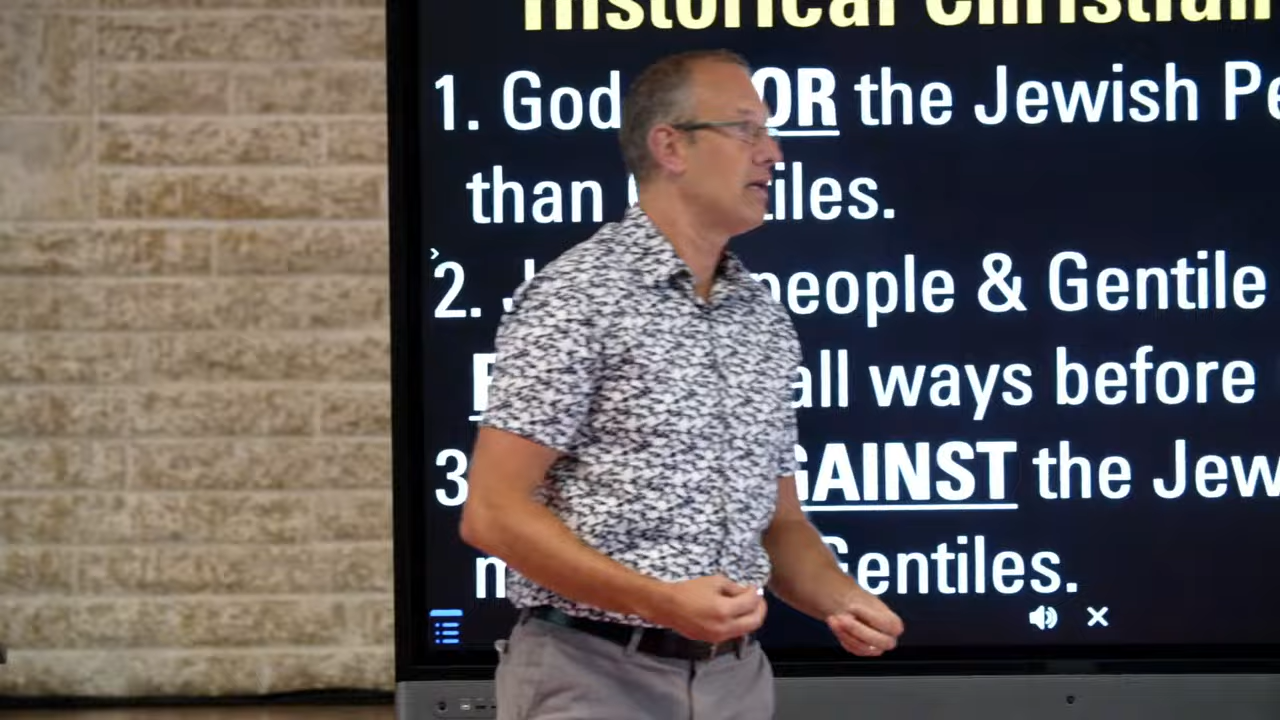 Historical Christian
1. God OR the Jewish Pe
than tiles.
2. J people & Gentile
all ways before
3 GAINST the Jew
m Gentiles.